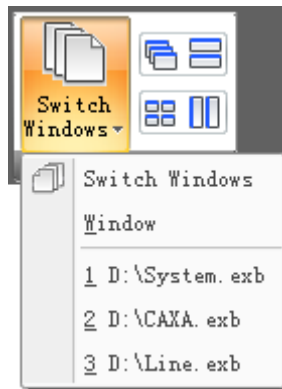 Switch
Windows
Switch Windows
Window
1 D:\System.exb
2 D:\CAXA.exb
3 D:\Line.exb